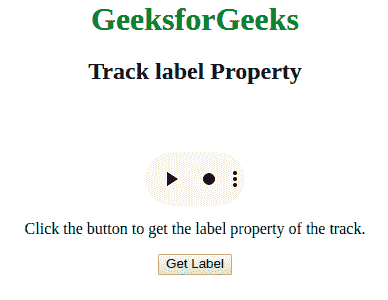 GeeksforGeeks
Track label Property
Click the button to get the label property of the track.
Get Label